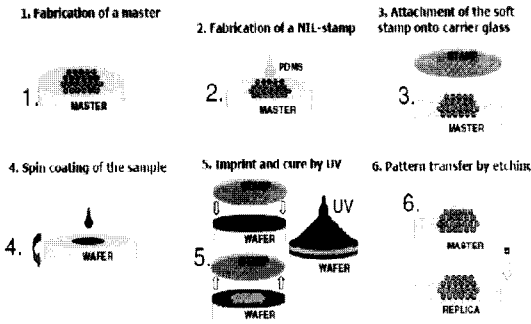 1. Fabrication of a master
1.
MASTER
2. Fabrication of a NIL-stamp
PDMS
2.
MASTER
3. Attachment of the soft
stamp onto carrier glass
3.
MASTER
4. Spin coating of the sample
4.
WAFER
5. Imprint and cure by UV
UV
WAFER
WAFER
5.
WAFER
6. Pattern transfer by etching
6.
MASTER
REPLICA